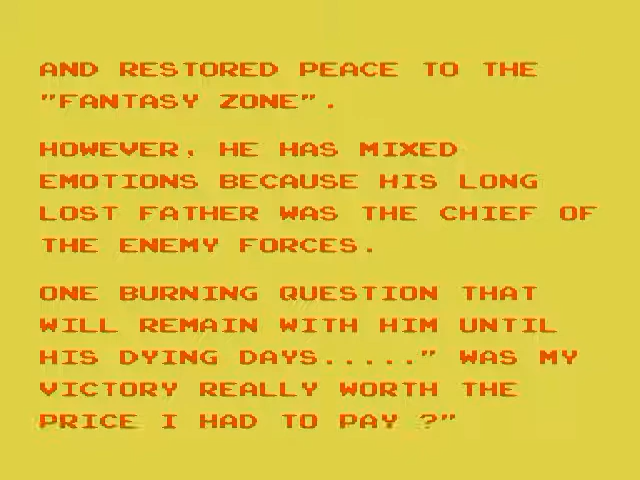 AND RESTORED PEACE TO THE
"FANTASY ZONE".
HOWEVER, HE HAS MIXED
EMOTIONS BECAUSE HIS LONG
LOST FATHER WAS THE CHIEF OF
THE ENEMY FORCES.
ONE BURNING QUESTION THAT
WILL REMAIN WITH HIM UNTIL
HIS DYING DAYS....." WAS MY
VICTORY REALLY WORTH THE
PRICE I HAD TO PAY ?"